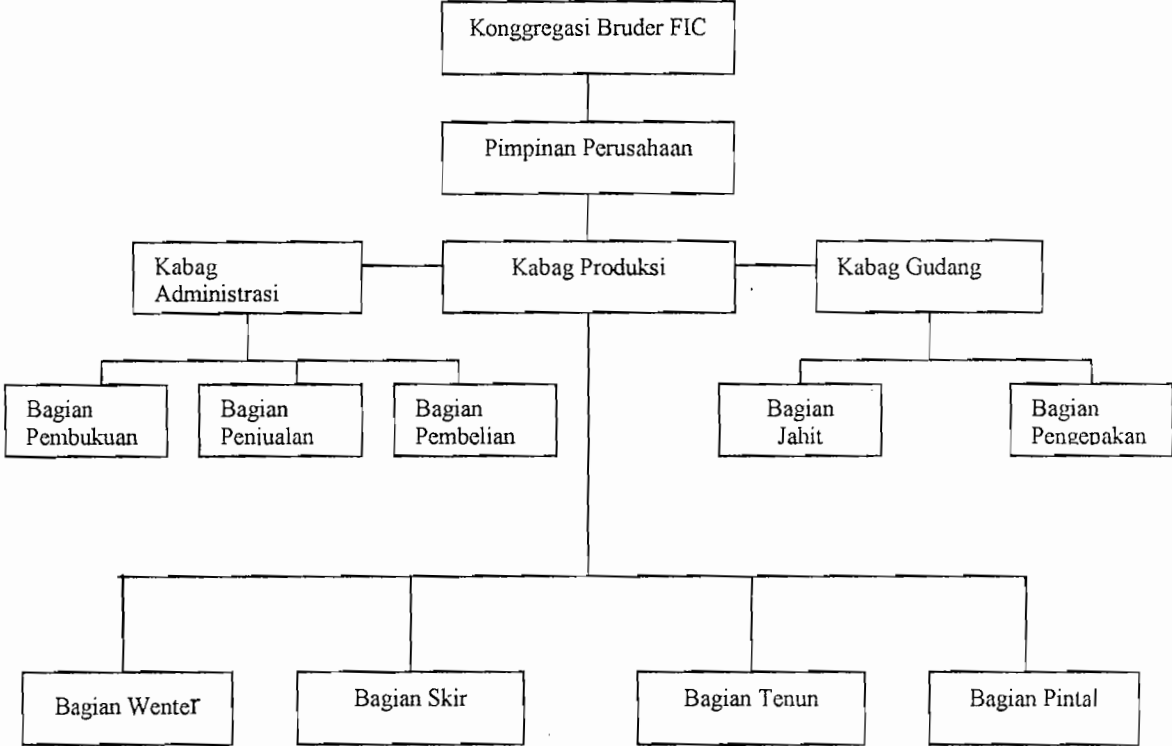 Konggregasi Bruder FIC
Pimpinan Perusahaan
Kabag
Administrasi
Kabag Produksi
Kabag Gudang
Bagian
Pembukuan
Bagian
Penjualan
Bagian
Pembelian
Bagian
Jahit
Bagian
Pengepakan
Bagian Wenter
Bagian Skir
Bagian Tenun
Bagian Pintal